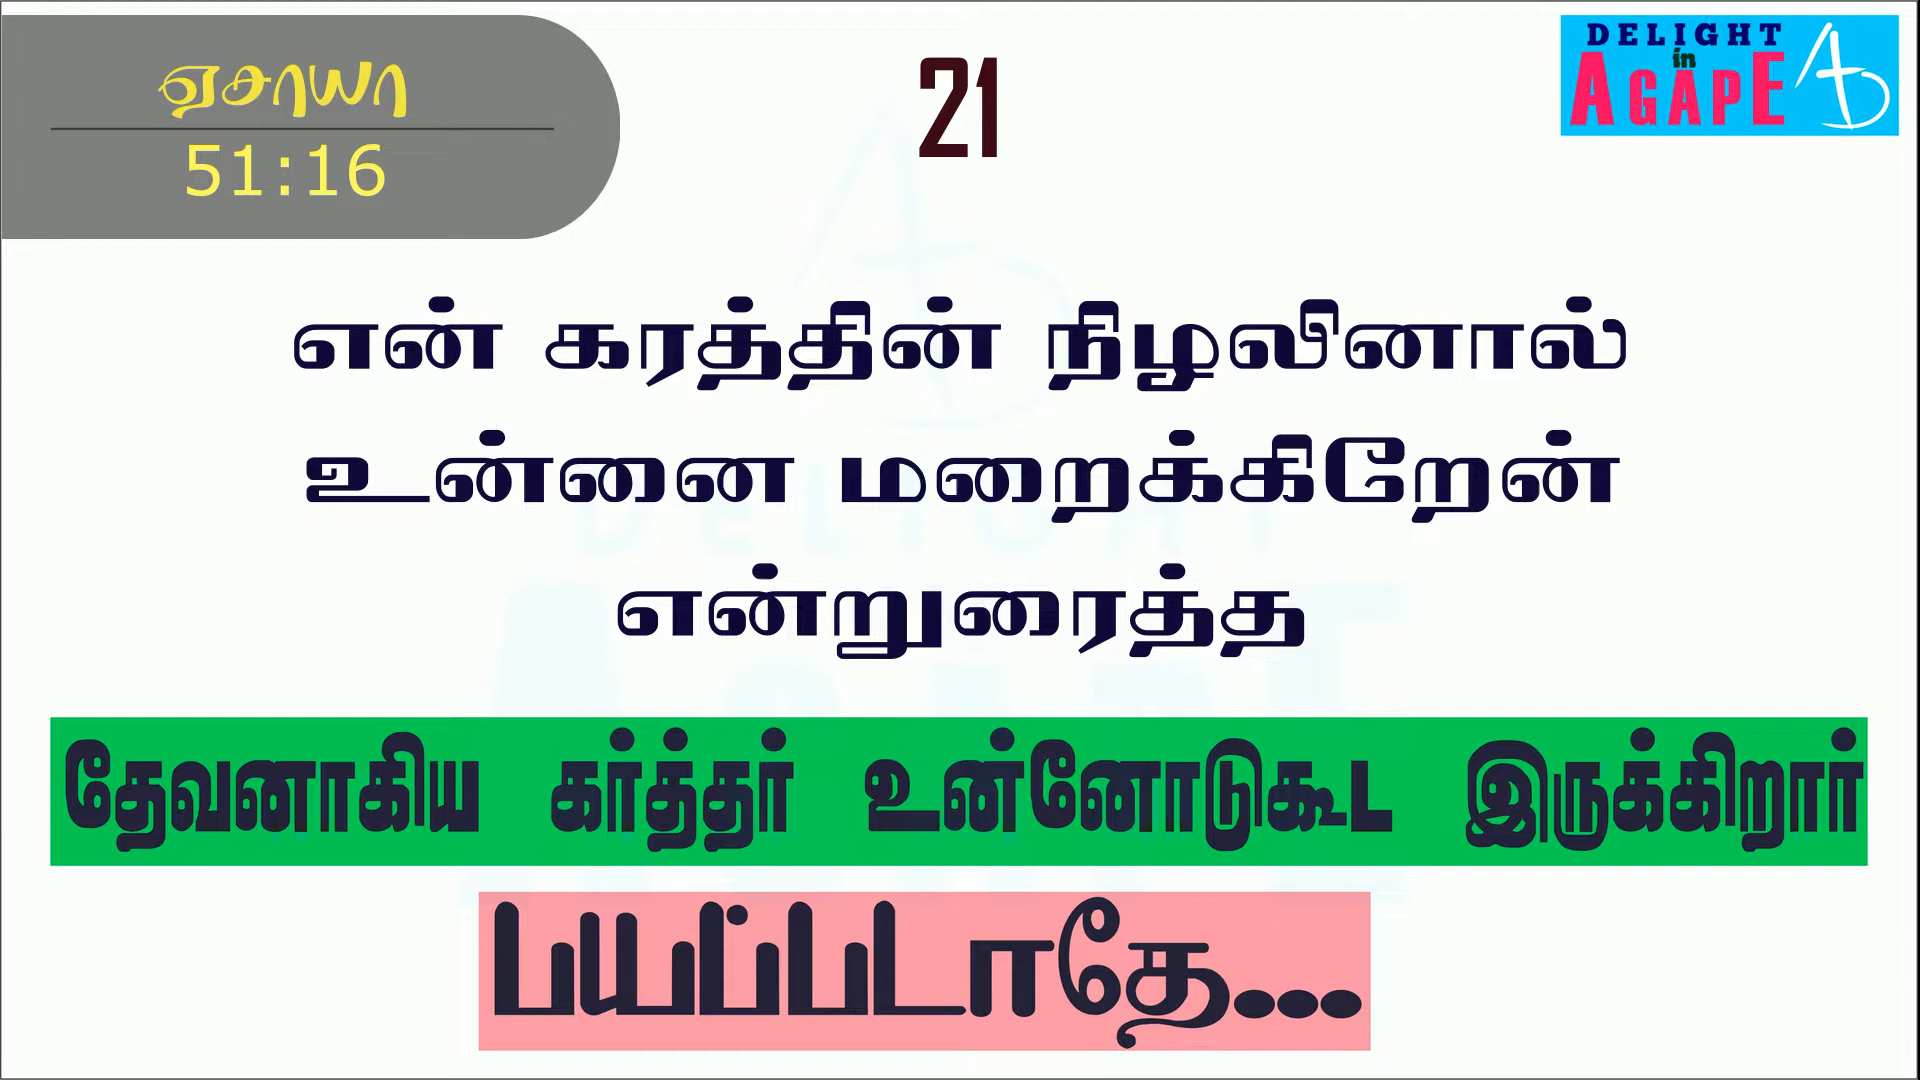 ஏசாயா
51:16
21
DELIGHT
in
AGAPE
என் கரத்தின் நிழலினால்
உன்னை மறைக்கிறேன்
என்றுரைத்த
தேவனாகிய கர்த்தர் உன்னோடுகூட இருக்கிறார்
பயப்படாதே...